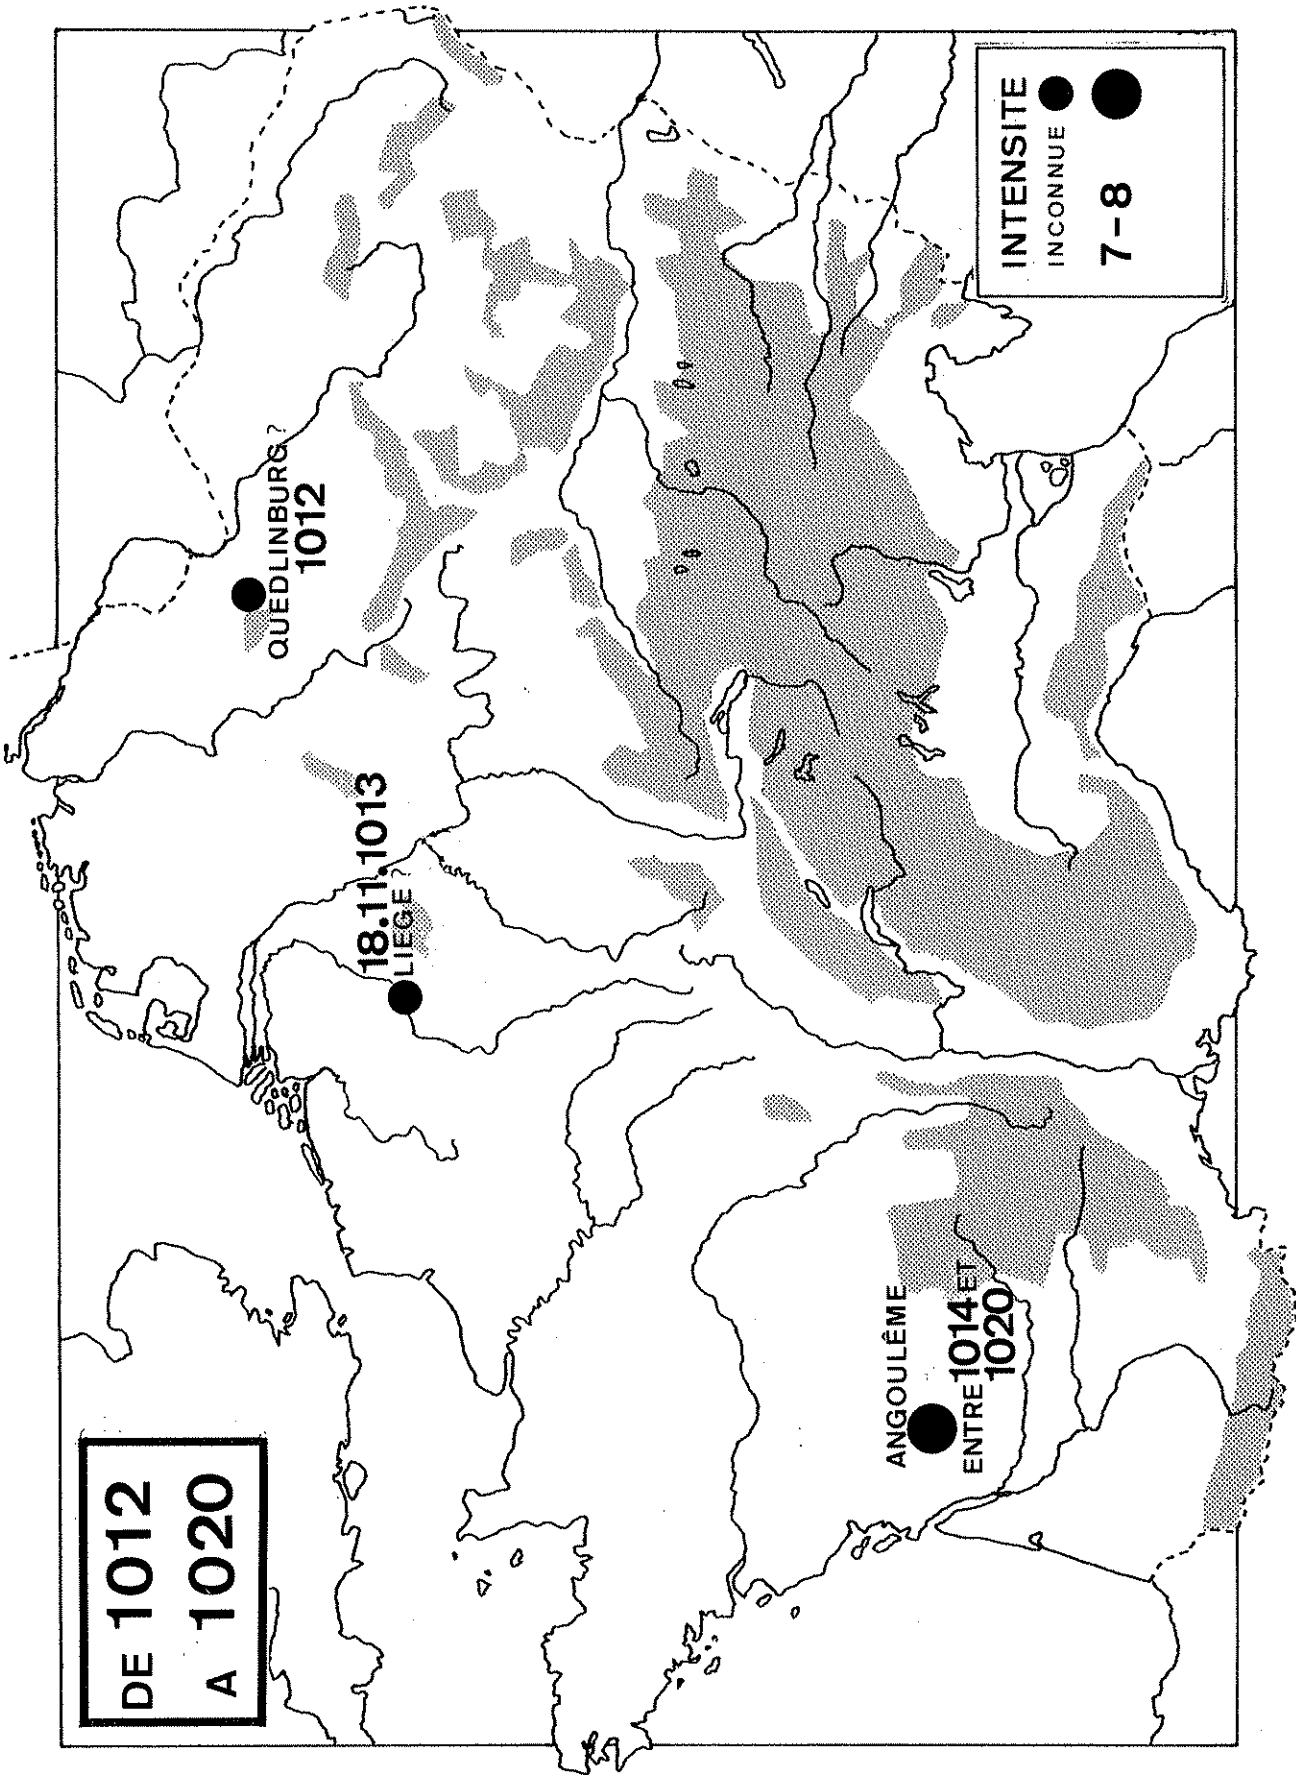 DE 1012
A 1020
QUEDLINBURG?
1012
18.11.1013
LIEGE?
ANGOULÊME
ENTRE 1014 ET
1020
INTENSITE
INCONNUE
7-8